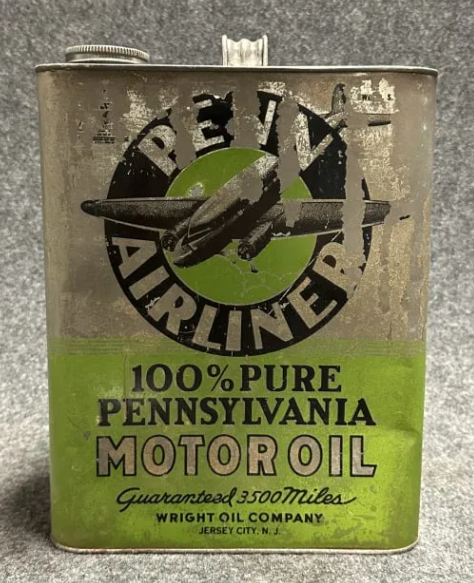 PENN
AIRLINER
100% PURE
PENNSYLVANIA
MOTOR OIL
Guaranteed 3500 Miles
WRIGHT OIL COMPANY
JERSEY CITY, N. J.